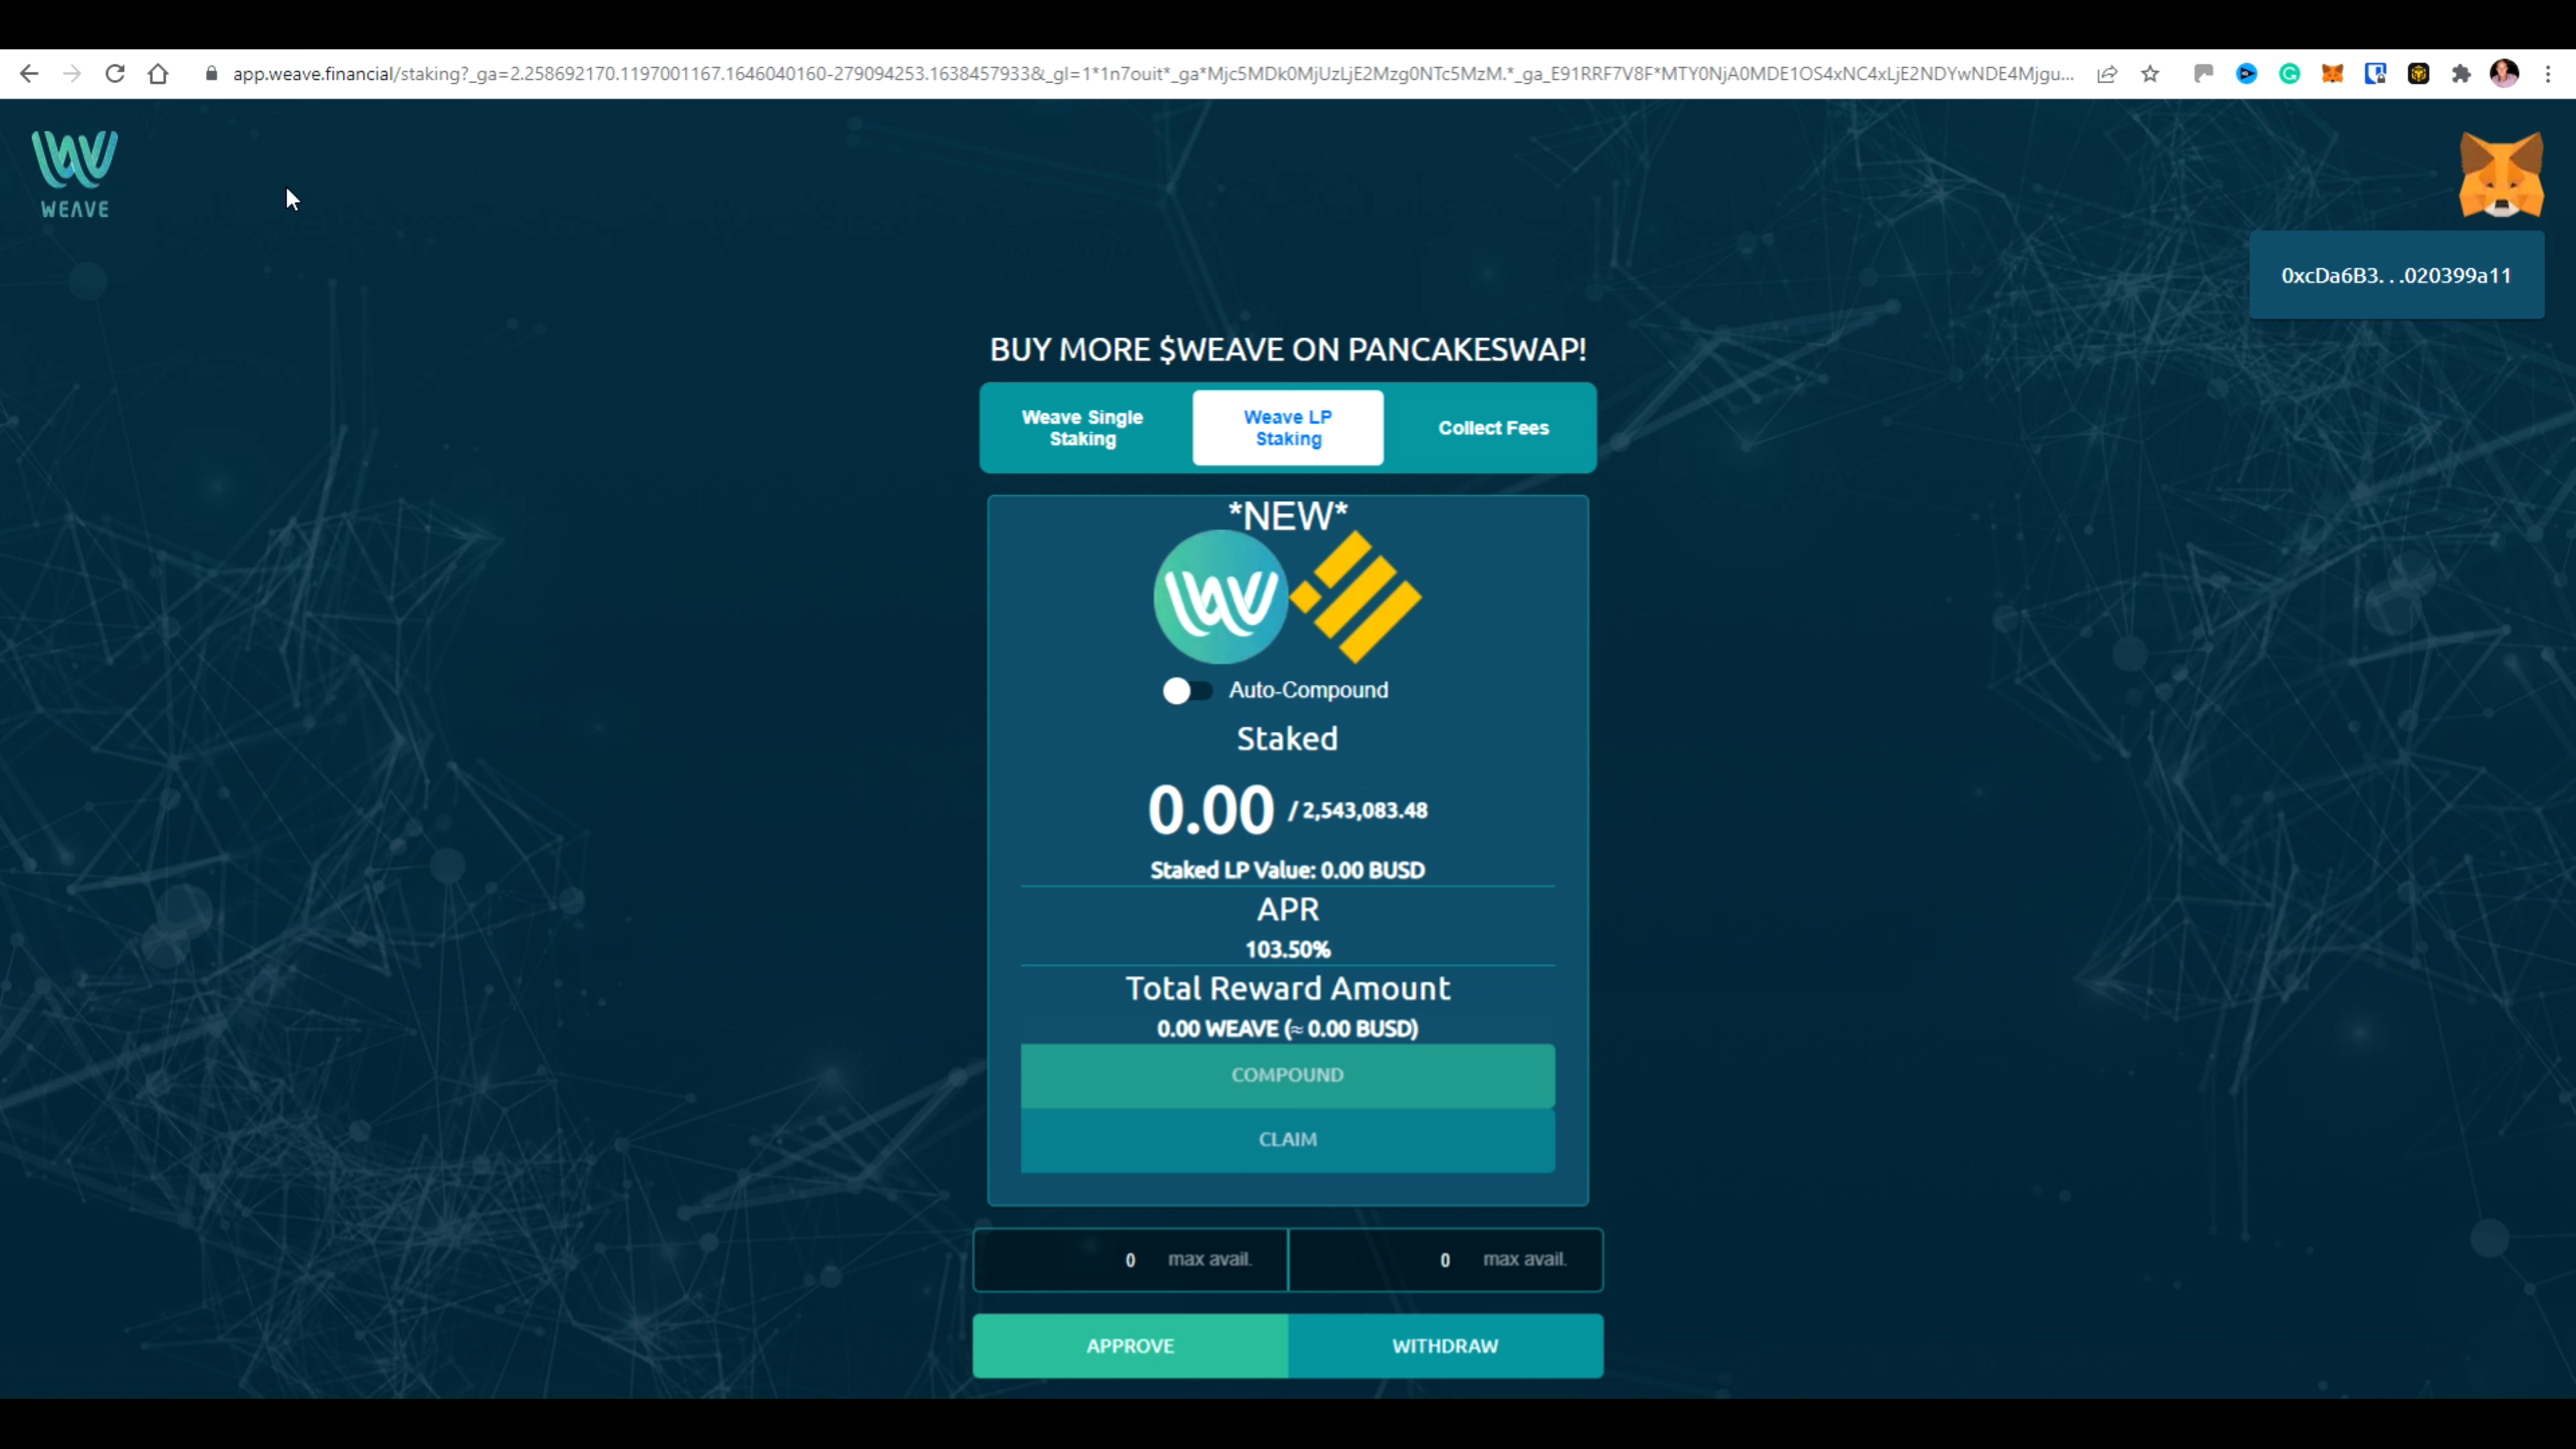 app.weave.financial/staking?_ga=2.258692170.1197001167.1646040160-279094253.1638457933&_gl=1*1n7ouit*_ga*Mjc5MDk0MjUzLjE2Mzg0NTc5MzM.*_ga_E91RRF7V8F*MTY0NjA0MDE1OS4xNC4xLjE2NDYwNDE4Mjgu...
WEAVE
0xcDa6B3...020399a11
BUY MORE $WEAVE ON PANCAKESWAP!
Weave Single
Staking
Weave LP
Staking
Collect Fees
*NEW*
Auto-Compound
Staked
0.00 / 2,543,083.48
Staked LP Value: 0.00 BUSD
APR
103.50%
Total Reward Amount
0.00 WEAVE (≈ 0.00 BUSD)
COMPOUND
CLAIM
0 max avail.
0 max avail.
APPROVE
WITHDRAW